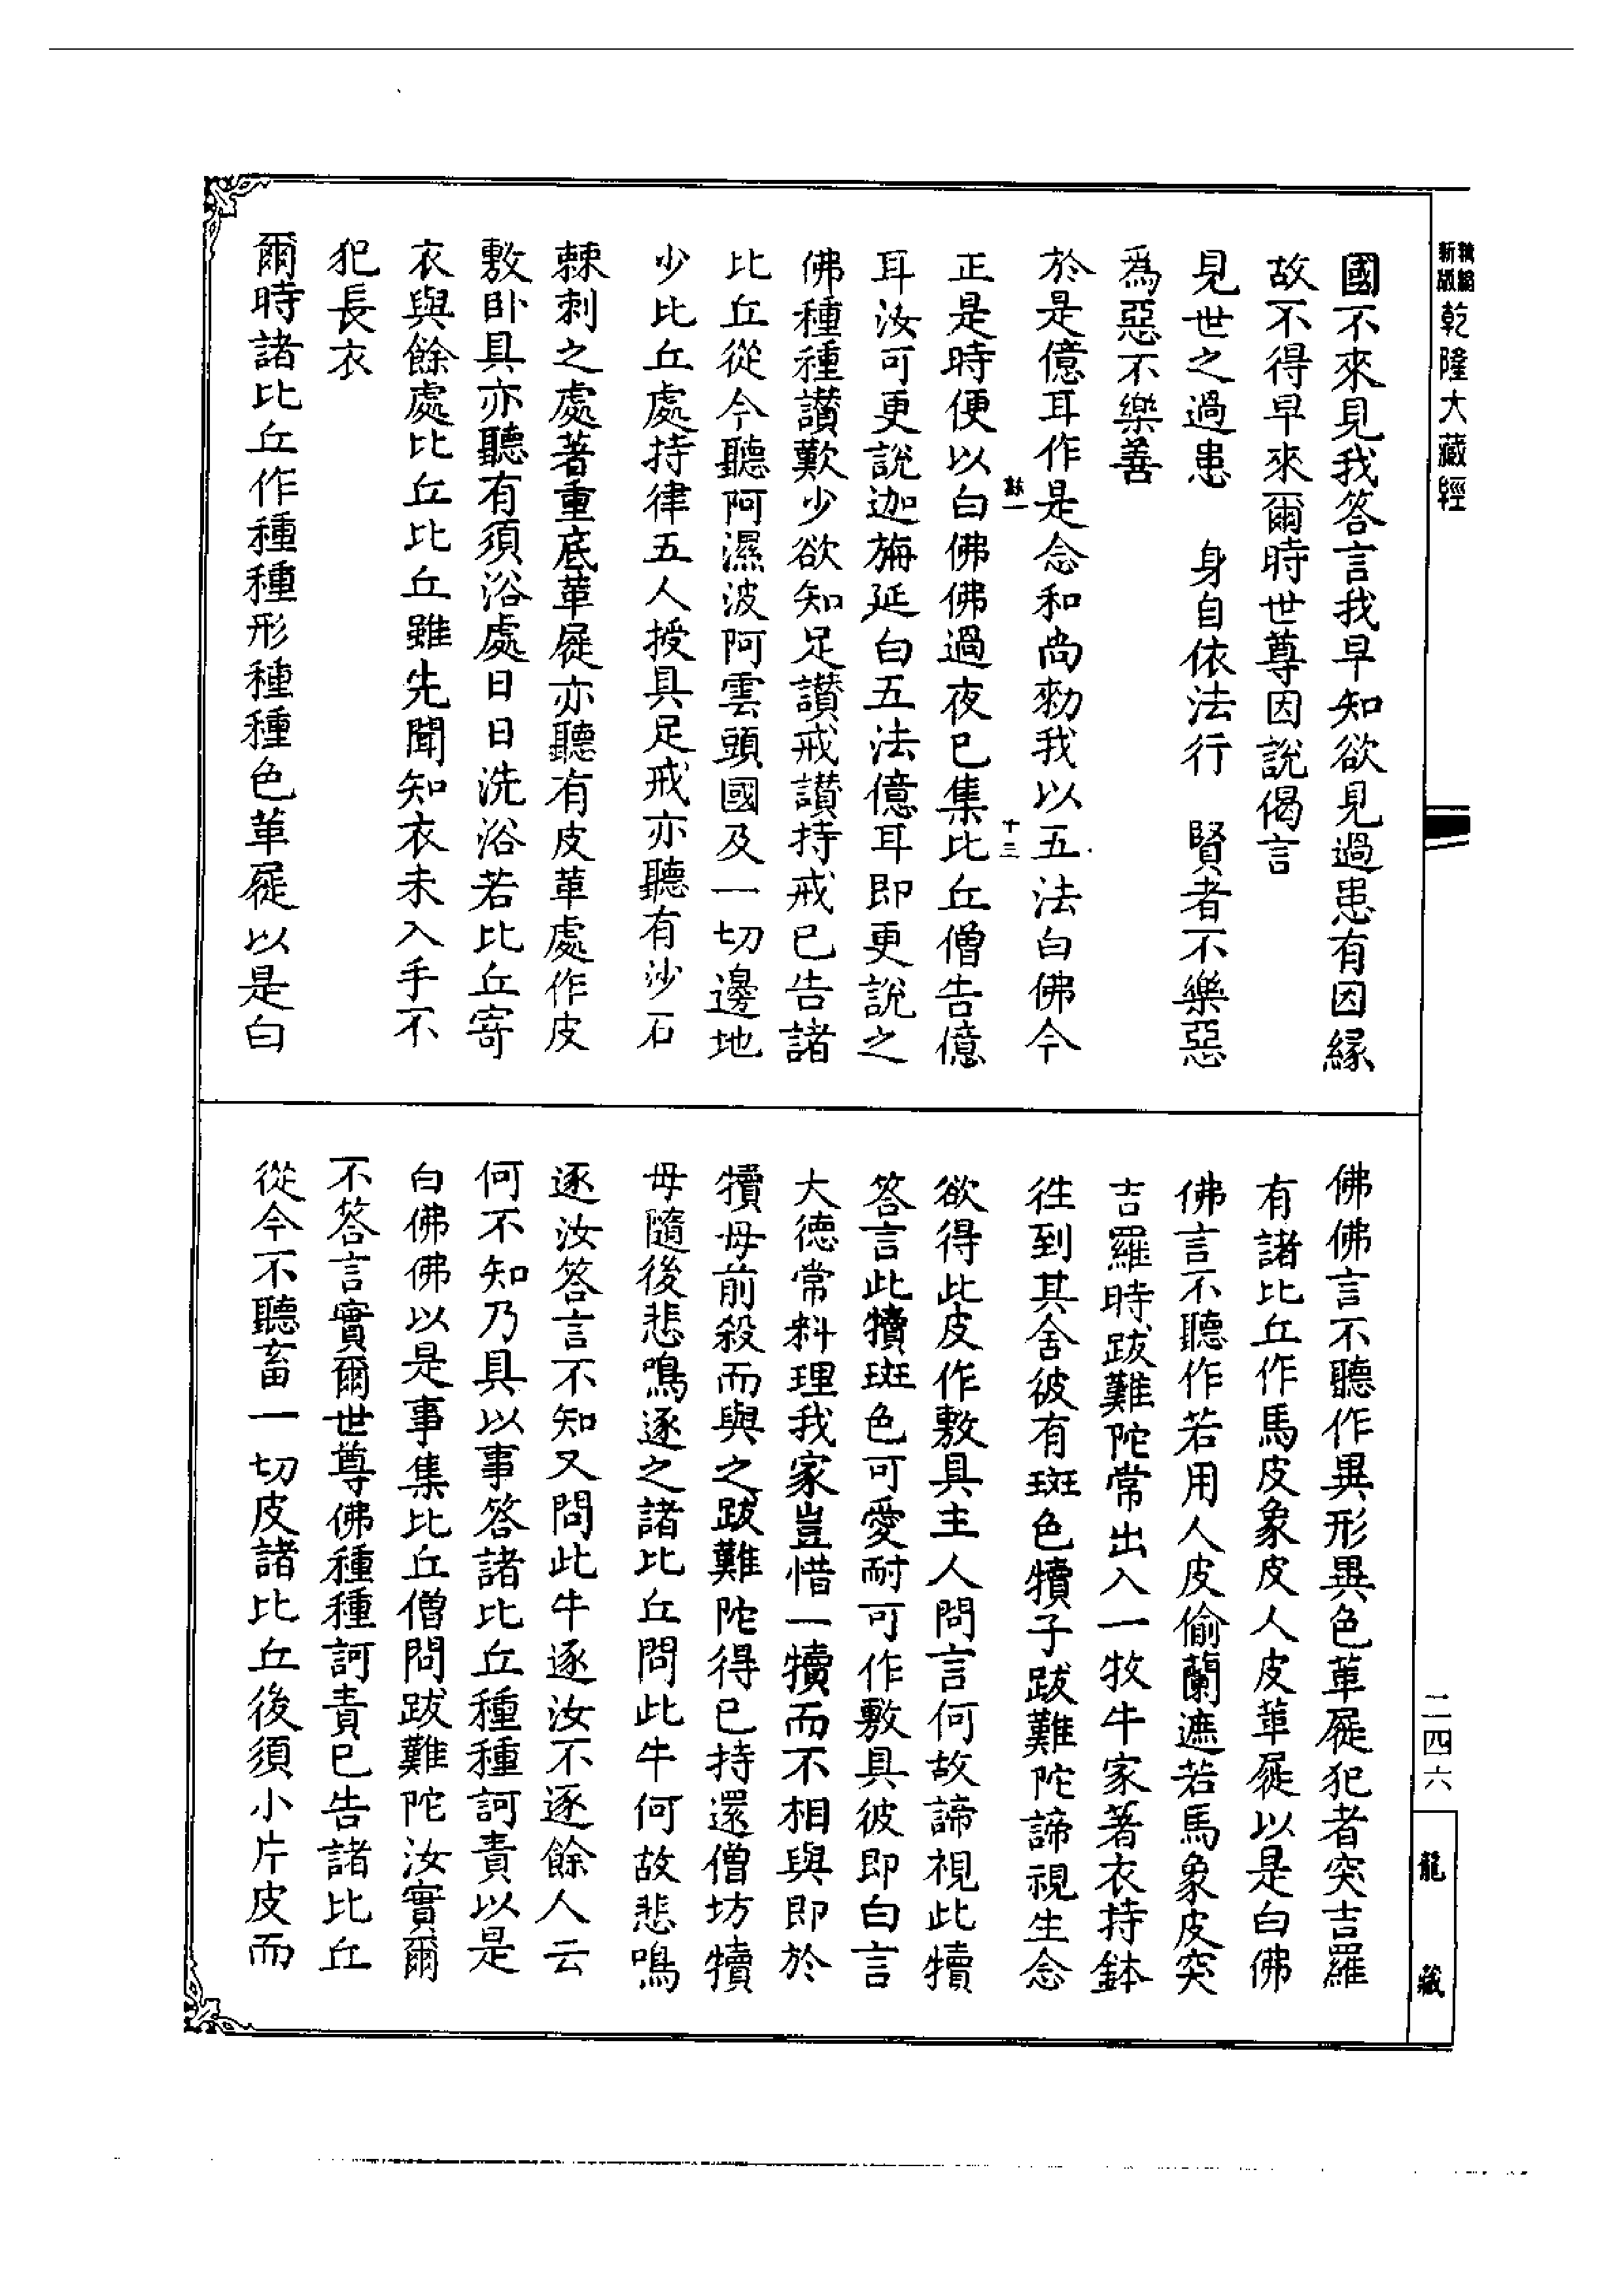 新版
精縮
乾隆大藏經
國不來見我答言我早知欲見過患有因緣
故不得早來爾時世尊因說偈言
見世之過患　身自依法行　賢者不樂惡
爲惡不樂善
於是億耳作是念和尚勑我以五法白佛今
正是時便以白佛佛過夜已集比丘僧告億
耳汝可更說迦旃延白五法億耳即更說之
佛種種讃歎少欲知足讃戒讃持戒已告諸
比丘從今聽阿濕波阿雲頭國及一切邊地
少比丘處持律五人授具足戒亦聽有沙石
棘刺之處著重底革屣亦聽有皮革處作皮
敷卧具亦聽有須浴處日日洗浴若比丘寄
衣與餘處比丘比丘雖先聞知衣未入手不
犯長衣
爾時諸比丘作種種形種種色革屣以是白
佛佛言不聽作異形異色革屣犯者突吉羅
有諸比丘作馬皮象皮人皮革屣以是白佛
佛言不聽作若用人皮偷蘭遮若馬象皮突
吉羅時跋難陀常出入一牧牛家著衣持鉢
徃到其舍彼有斑色犢子跋難陀諦視生念
欲得此皮作敷具主人問言何故諦視此犢
答言此犢斑色可愛耐可作敷具彼即白言
大德常料理我家豈惜一犢而不相與即於
犢母前殺而與之跋難陀得已持還僧坊犢
母隨後悲鳴逐之諸比丘問此牛何故悲鳴
逐汝答言不知又問此牛逐汝不逐餘人云
何不知乃具以事答諸比丘種種訶責以是
白佛佛以是事集比丘僧問跋難陀汝實爾
不答言實爾世尊佛種種訶責已告諸比丘
從今不聽畜一切皮諸比丘後須小片皮而
十三
二四六
龍藏